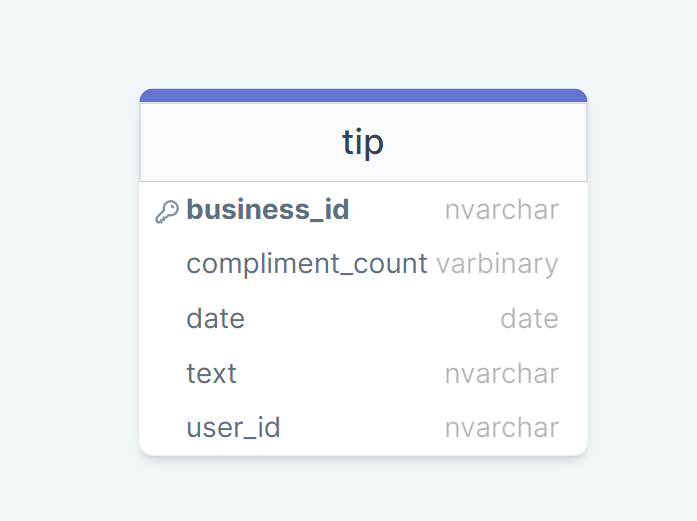 tip
business_id nvarchar
compliment_count varbinary
date date
text nvarchar
user_id nvarchar